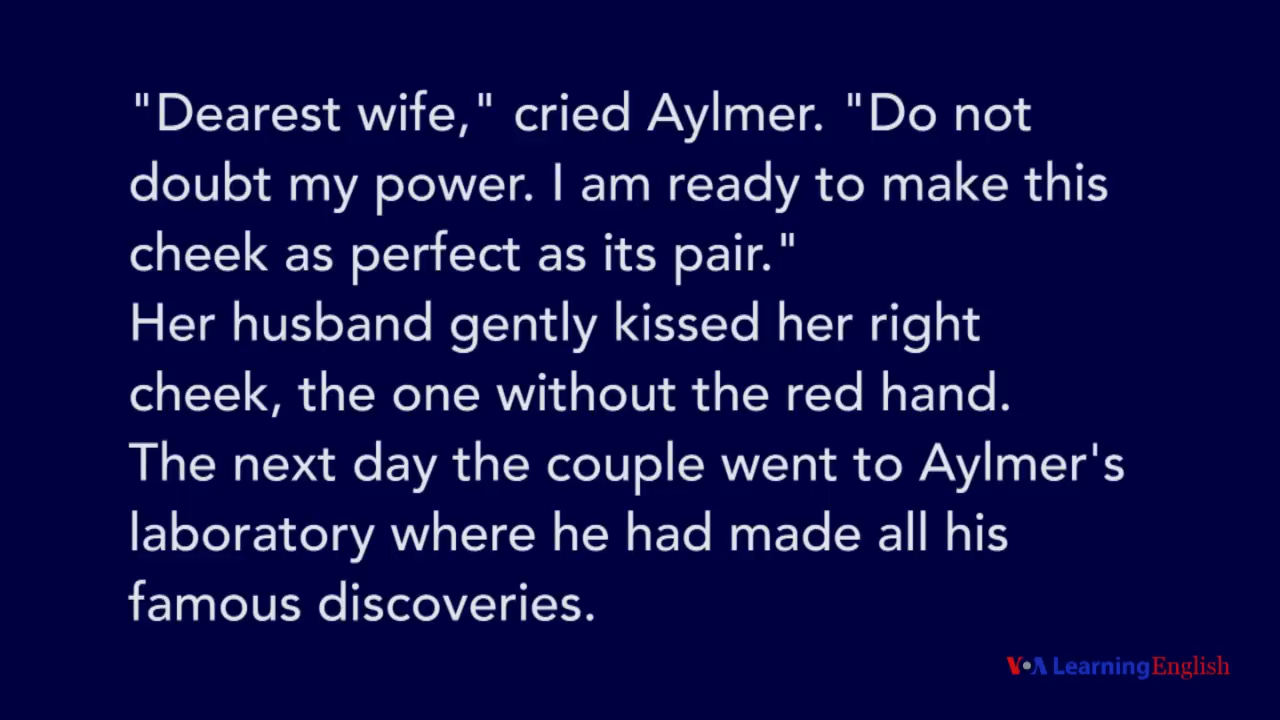 "Dearest wife," cried Aylmer. "Do not
doubt my power. I am ready to make this
cheek as perfect as its pair."
Her husband gently kissed her right
cheek, the one without the red hand.
The next day the couple went to Aylmer's
laboratory where he had made all his
famous discoveries.
VOA Learning English